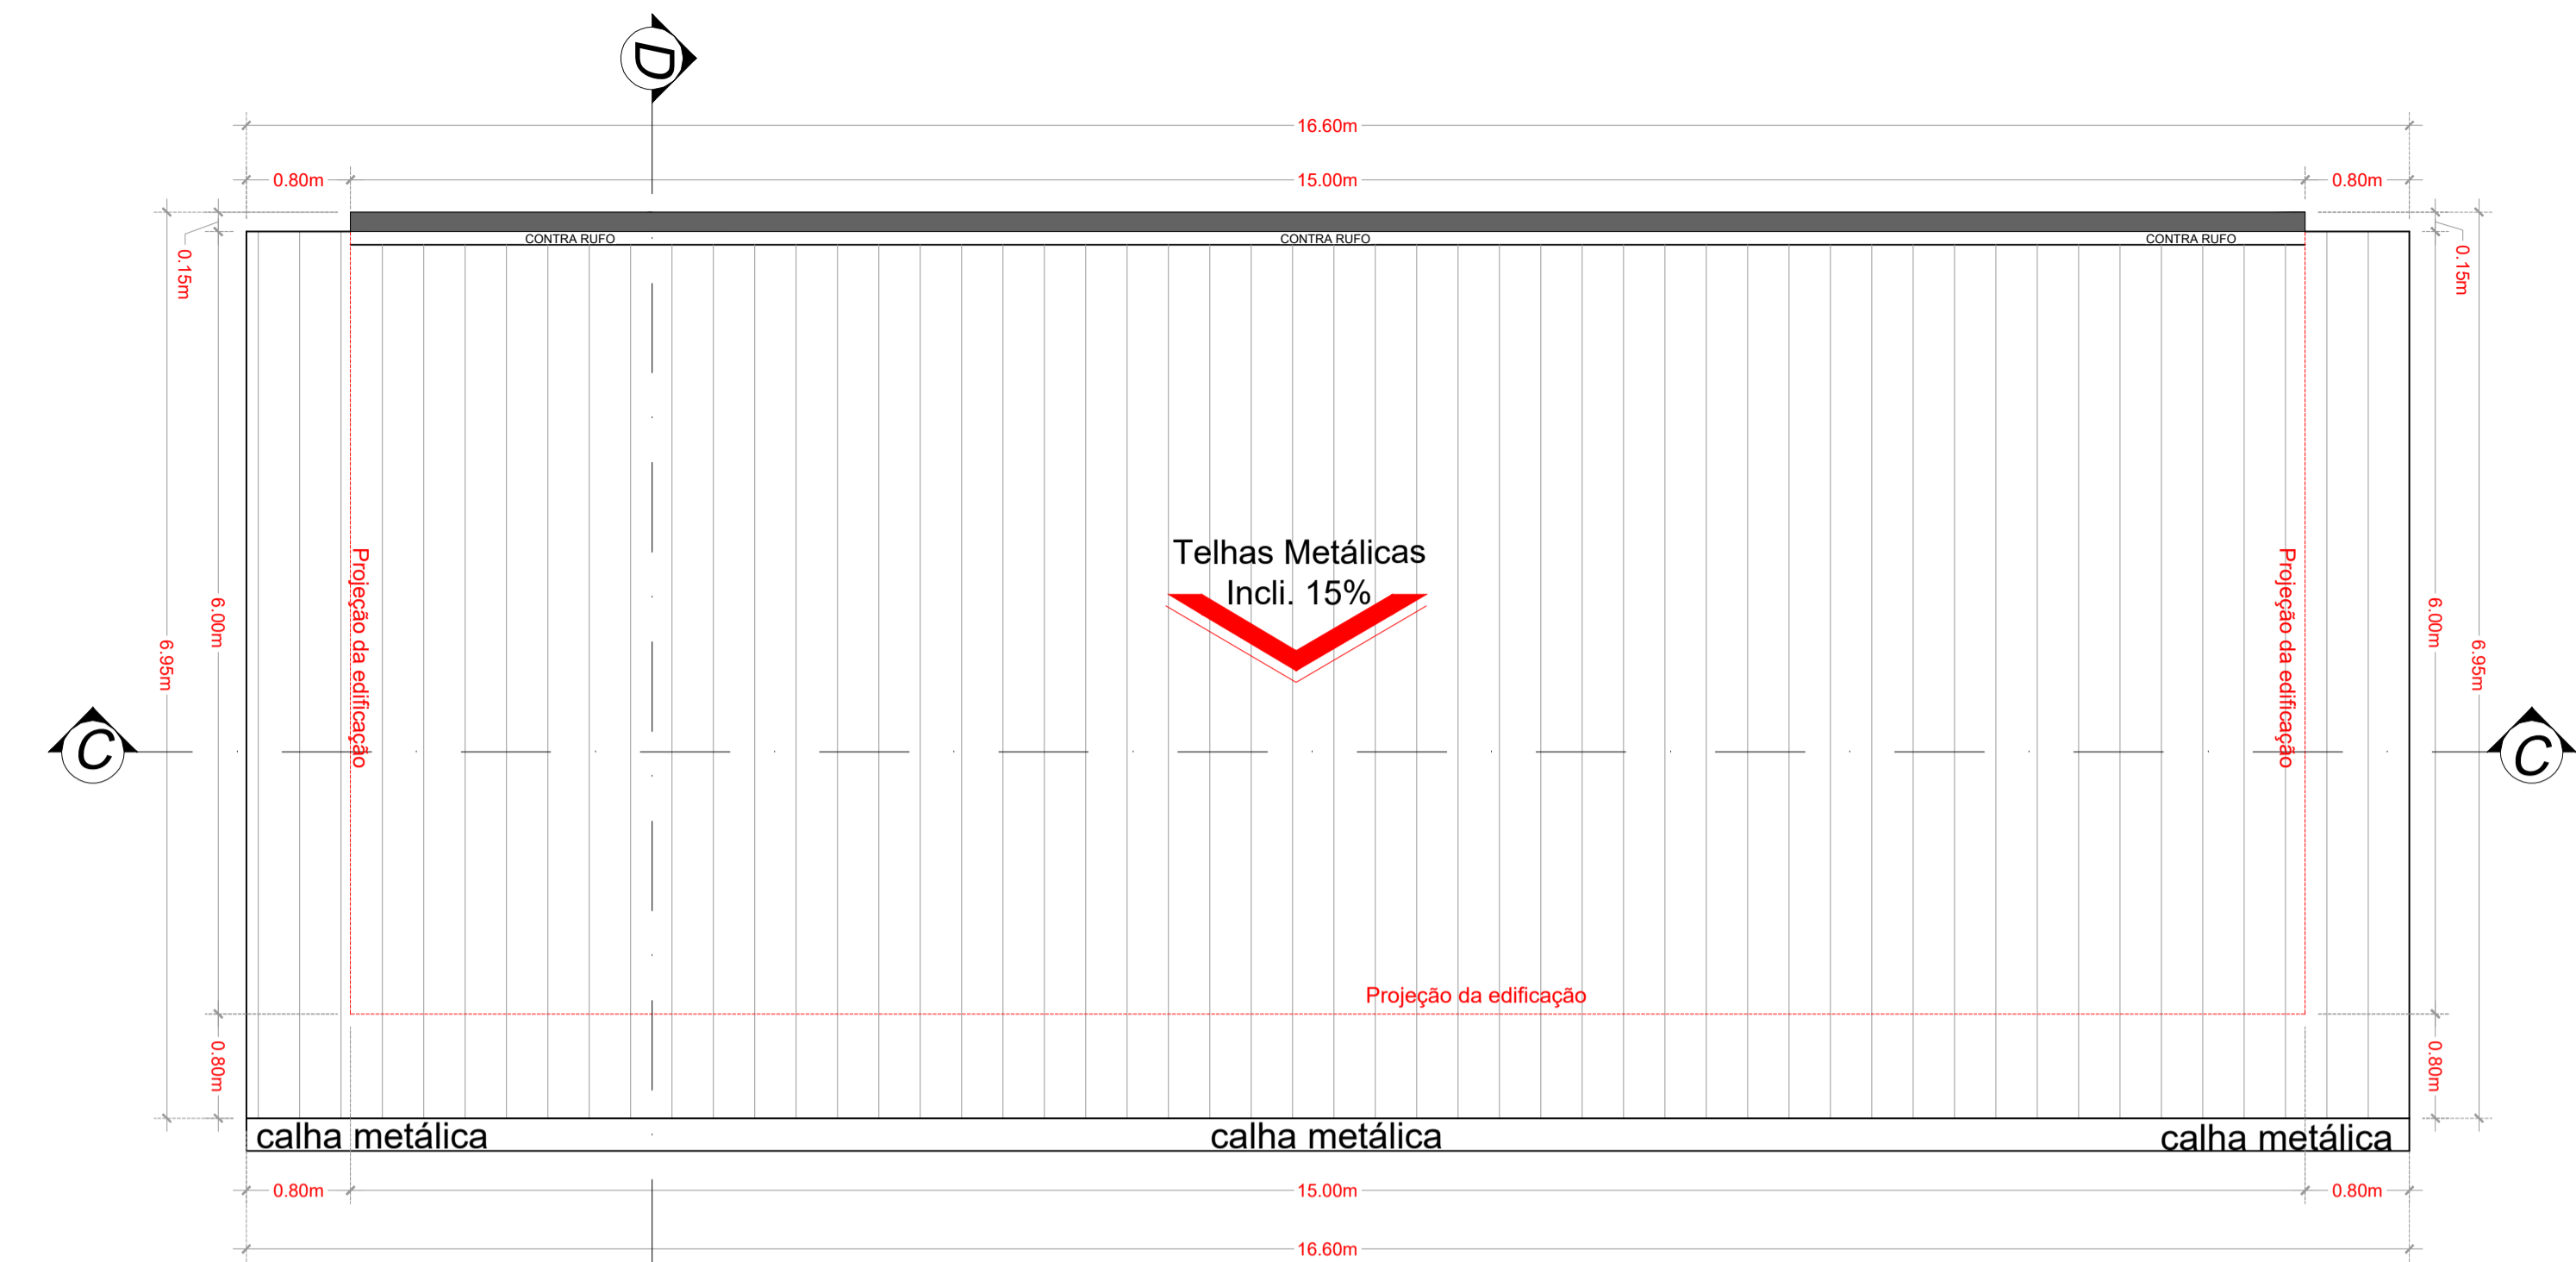 D
16.60m
0.80m
15.00m
0.80m
CONTRA RUFO
CONTRA RUFO
CONTRA RUFO
0.15m
0.15m
Telhas Metálicas
Incli. 15%
Projeção da edificação
Projeção da edificação
6.00m
6.95m
6.00m
6.95m
C
C
Projeção da edificação
0.80m
0.80m
calha metálica
calha metálica
calha metálica
0.80m
15.00m
0.80m
16.60m